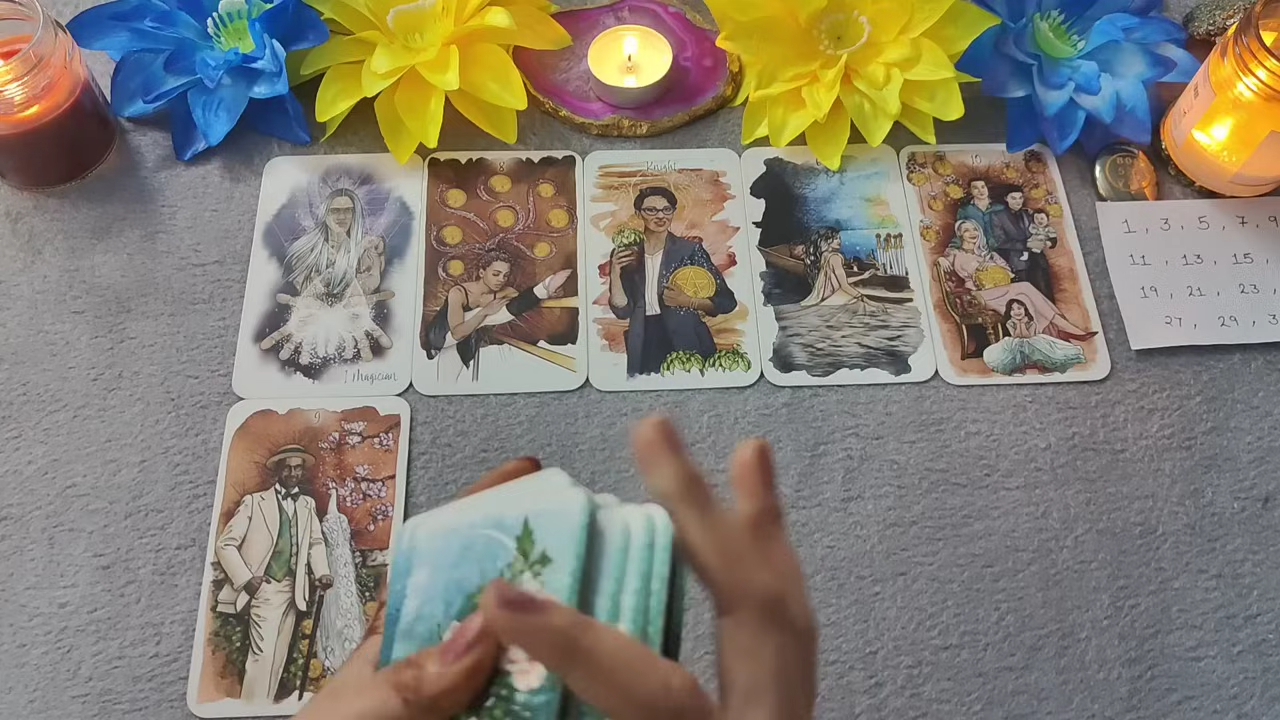 8
Knight
10
1 Magician
9
1, 3, 5, 7, 9
11, 13, 15,
19, 21, 23,
27, 29, 3